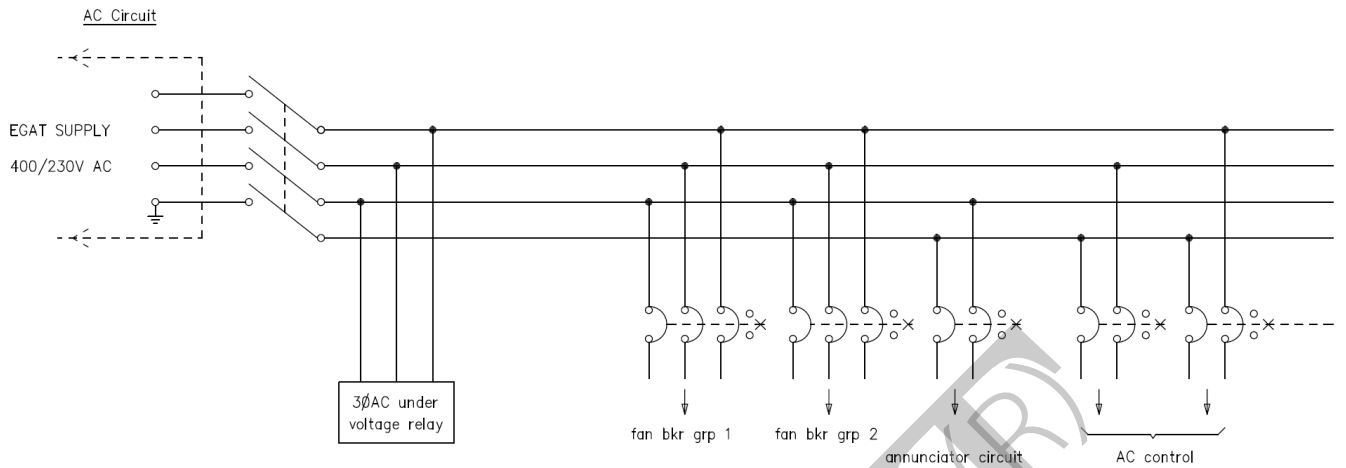 AC Circuit
EGAT SUPPLY
400/230V AC
3ØAC under
voltage relay
fan bkr grp 1
fan bkr grp 2
annunciator circuit
AC control